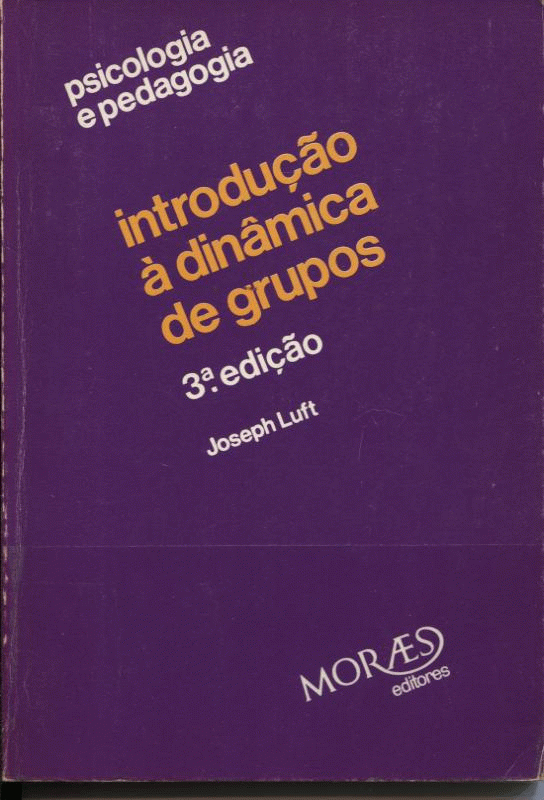 psicologia
e pedagogia
introdução
à dinâmica
de grupos
3ª. edição
Joseph Luft
MORÆS
editores